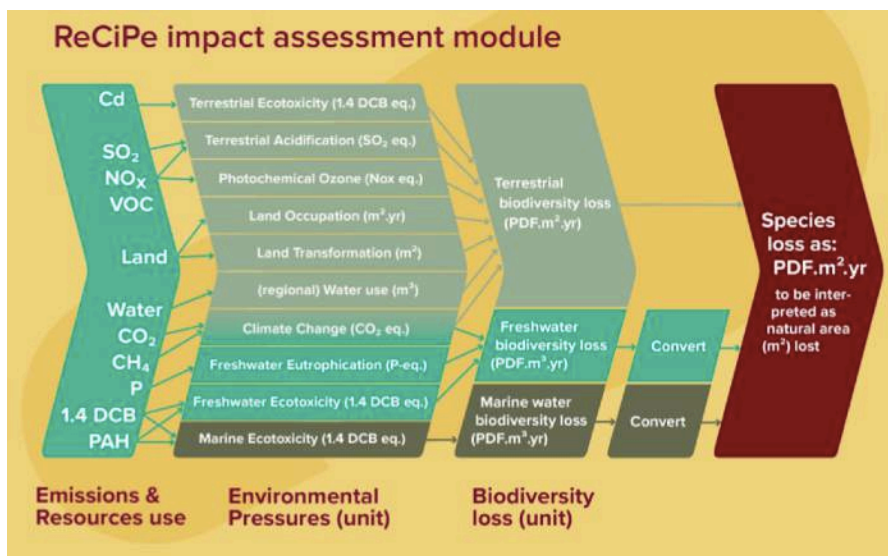 ReCiPe impact assessment module
Cd
SO₂
NOₓ
VOC
Land
Water
CO₂
CH₄
P
1.4 DCB
PAH
Terrestrial Ecotoxicity (1.4 DCB eq.)
Terrestrial Acidification (SO₂ eq.)
Photochemical Ozone (Nox eq.)
Land Occupation (m².yr)
Land Transformation (m²)
(regional) Water use (m³)
Climate Change (CO₂ eq.)
Freshwater Eutrophication (P-eq.)
Freshwater Ecotoxicity (1.4 DCB eq.)
Marine Ecotoxicity (1.4 DCB eq.)
Terrestrial
biodiversity loss
(PDF.m².yr)
Freshwater
biodiversity loss
(PDF.m³.yr)
Marine water
biodiversity loss
(PDF.m³.yr)
Convert
Convert
Species
loss as:
PDF.m².yr
to be inter-
preted as
natural area
(m²) lost
Emissions &
Resources use
Environmental
Pressures (unit)
Biodiversity
loss (unit)